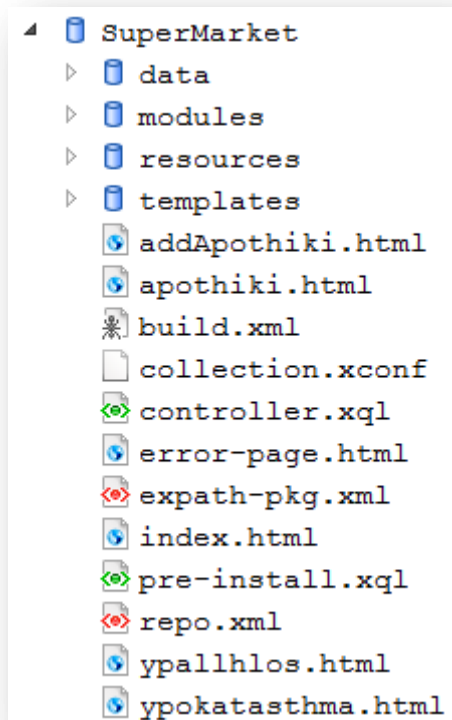 SuperMarket
data
modules
resources
templates
addApothiki.html
apothiki.html
build.xml
collection.xconf
controller.xql
error-page.html
expath-pkg.xml
index.html
pre-install.xql
repo.xml
ypallhlos.html
ypokatasthma.html